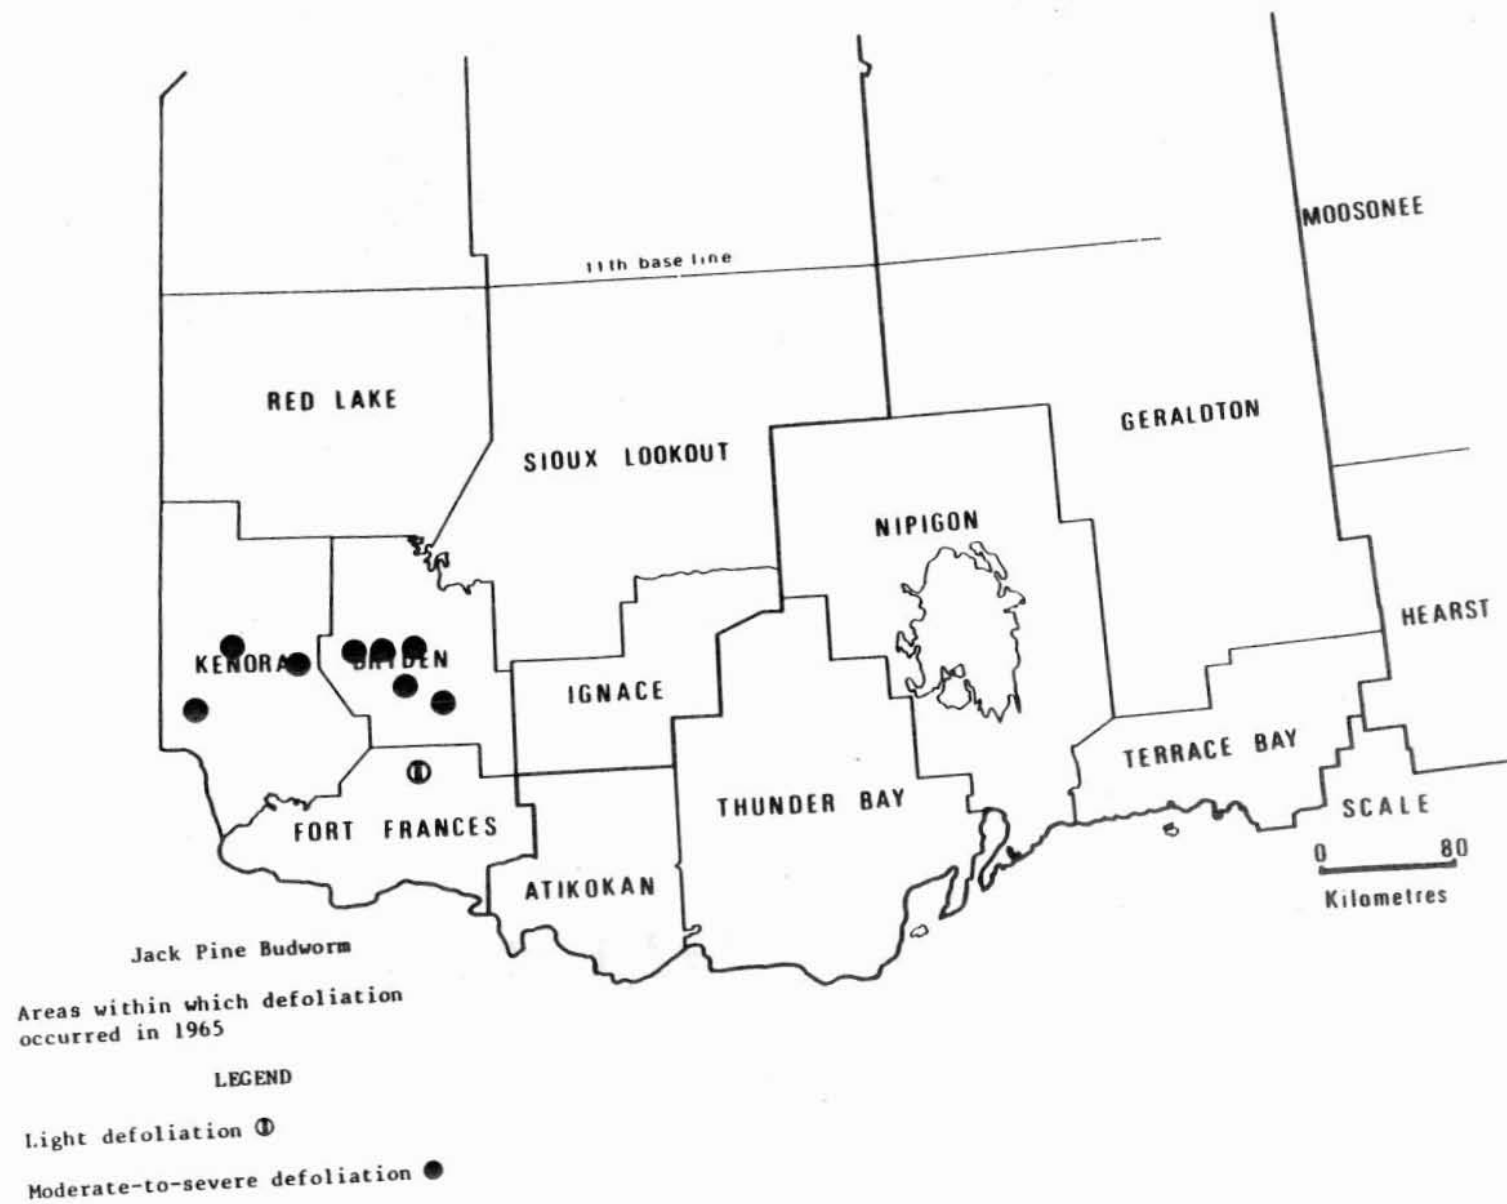 MOOSONEE
11th base line
RED LAKE
GERALDTON
SIOUX LOOKOUT
NIPIGON
HEARST
KENORA
DRYDEN
IGNACE
TERRACE BAY
THUNDER BAY
SCALE
FORT FRANCES
0 80
ATIKOKAN
Kilometres
Jack Pine Budworm
Areas within which defoliation
occurred in 1965
LEGEND
Light defoliation
Moderate-to-severe defoliation